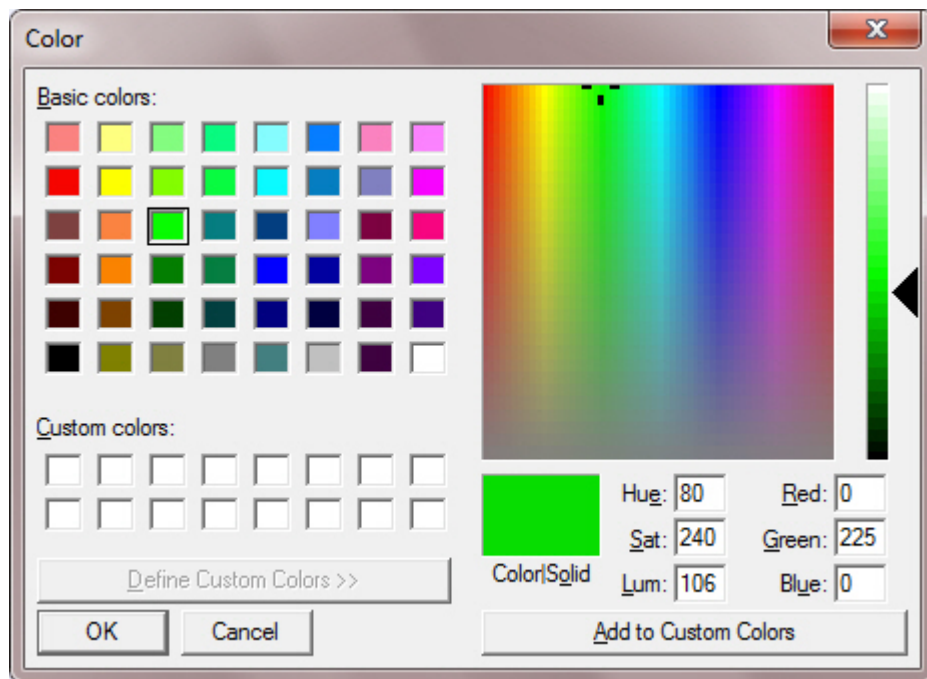 Color
Basic colors:
Custom colors:
Define Custom Colors >>
OK Cancel
Color|Solid
Hue: 80 Red: 0
Sat: 240 Green: 225
Lum: 106 Blue: 0
Add to Custom Colors